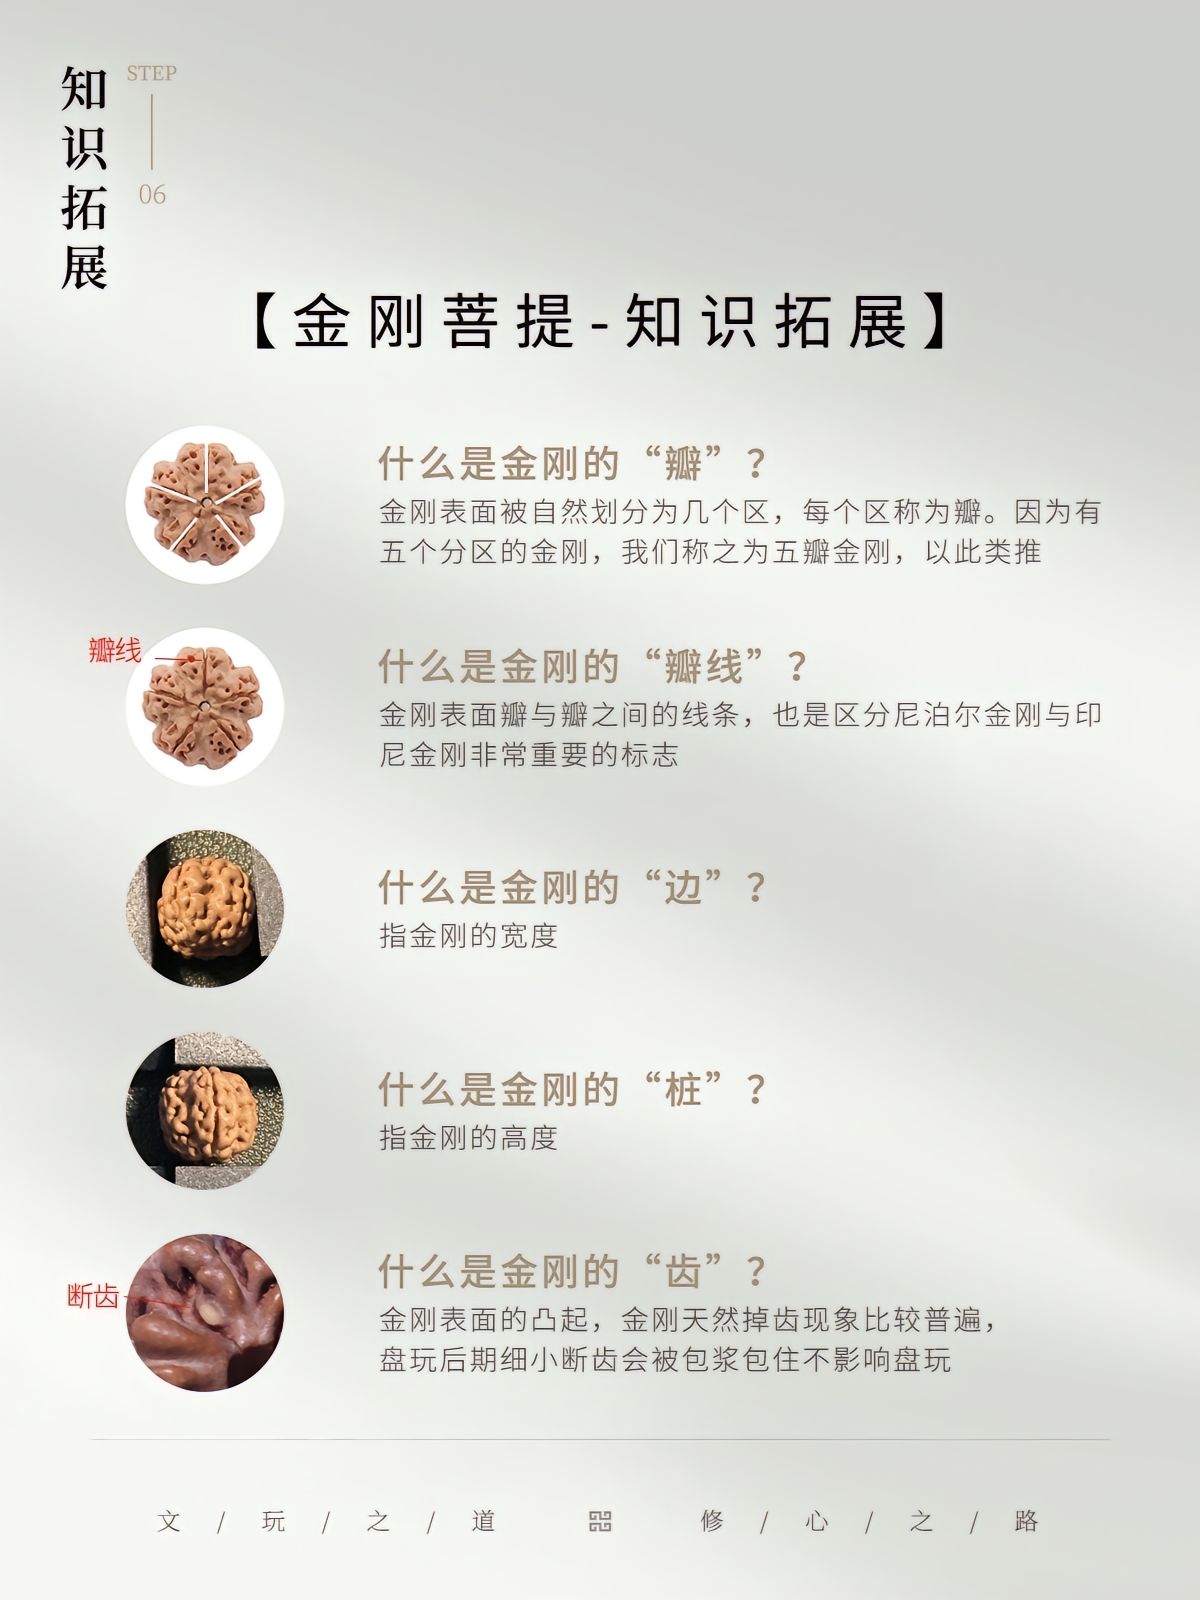 知识拓展
STEP
06
【金刚菩提-知识拓展】
什么是金刚的“瓣”？
金刚表面被自然划分为几个区，每个区称为瓣。因为有
五个分区的金刚，我们称之为五瓣金刚，以此类推
瓣线
什么是金刚的“瓣线”？
金刚表面瓣与瓣之间的线条，也是区分尼泊尔金刚与印
尼金刚非常重要的标志
什么是金刚的“边”？
指金刚的宽度
什么是金刚的“桩”？
指金刚的高度
断齿
什么是金刚的“齿”？
金刚表面的凸起，金刚天然掉齿现象比较普遍，
盘玩后期细小断齿会被包浆包住不影响盘玩
文 / 玩 / 之 / 道 修 / 心 / 之 / 路